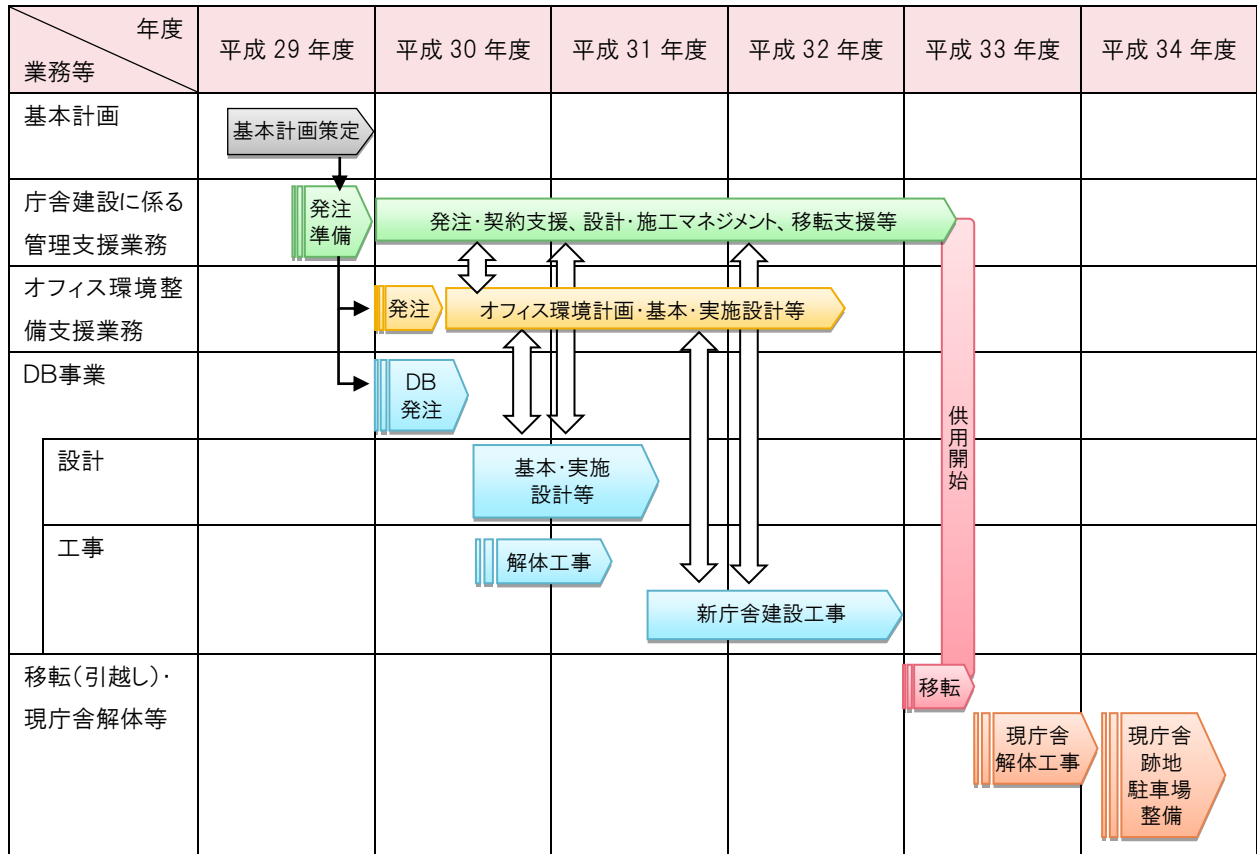 年度
業務等
平成 29 年度
平成 30 年度
平成 31 年度
平成 32 年度
平成 33 年度
平成 34 年度
基本計画
基本計画策定
庁舎建設に係る
管理支援業務
発注
準備
発注・契約支援、設計・施工マネジメント、移転支援等
オフィス環境整
備支援業務
発注
オフィス環境計画・基本・実施設計等
DB事業
DB
発注
供用開始
設計
基本・実施
設計等
工事
解体工事
新庁舎建設工事
移転(引越し)・
現庁舎解体等
移転
現庁舎
解体工事
現庁舎
跡地
駐車場
整備